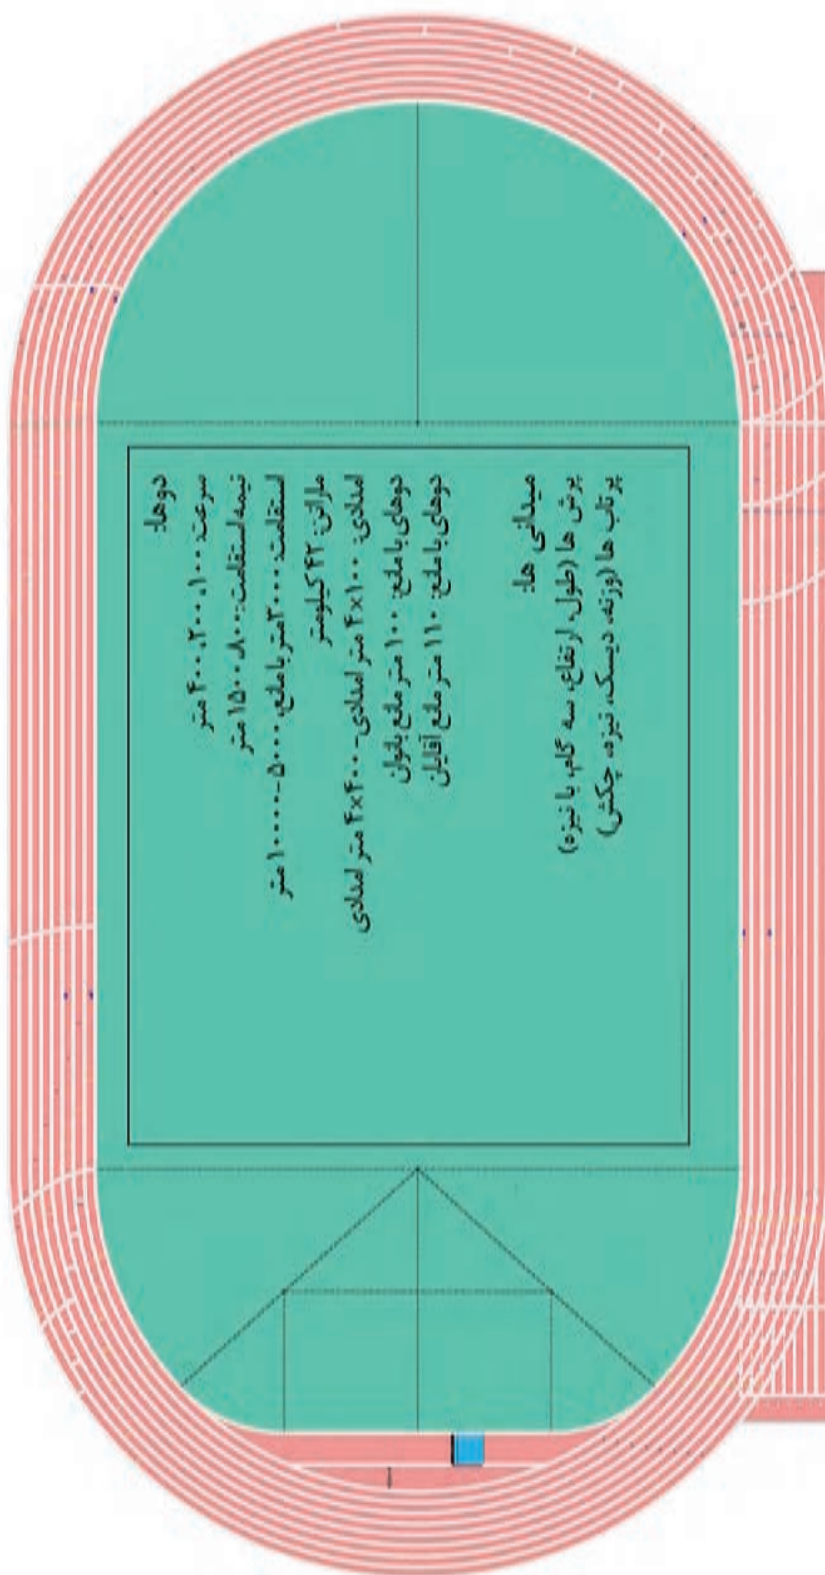 دوها:
سرعت: ۱۰۰، ۲۰۰، ۴۰۰ متر
نیمه‌استقامت: ۸۰۰، ۱۵۰۰ متر
استقامت: ۳۰۰۰ متر با مانع، ۵۰۰۰-۱۰۰۰۰ متر
ماراتن: ۴۲ کیلومتر
امدادی: ۴×۱۰۰ متر امدادی-۴×۴۰۰ متر امدادی
دوهای با مانع: ۱۰۰ متر مانع بانوان
دوهای با مانع: ۱۱۰ متر مانع آقایان
میدانی ها:
پرش ها (طول، ارتفاع، سه گام، با نیزه)
پرتاب ها (وزنه، دیسک، نیزه، چکش)